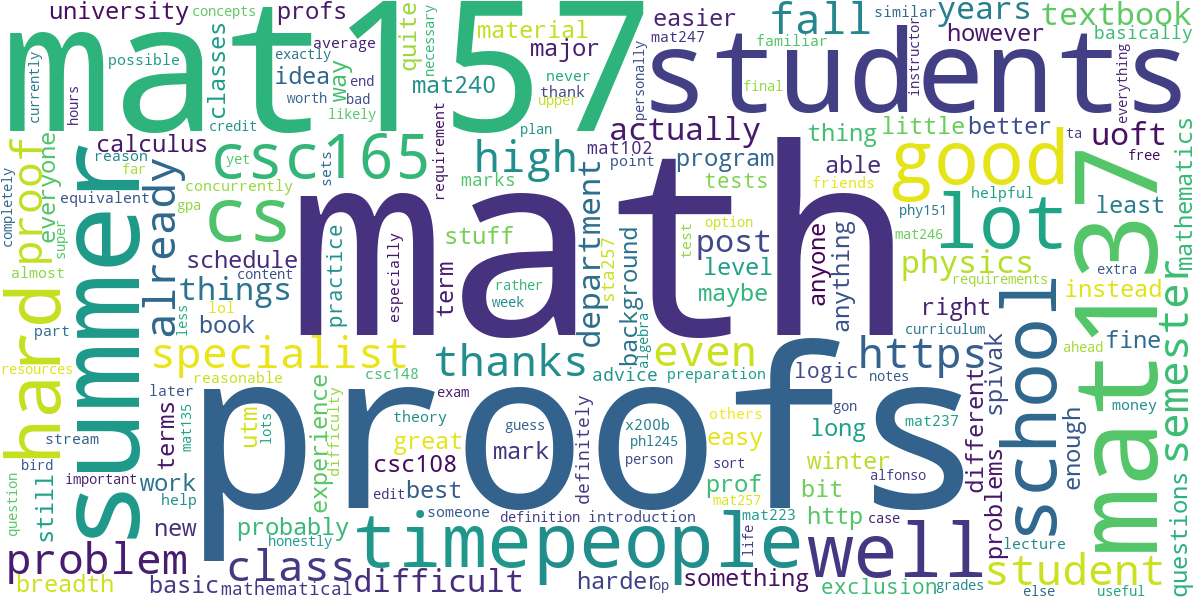 mat157
students
math
proofs
mat137
summer
school
hard
proof
csc165
cs
high
good
lot
well
time
people
class
problem
difficult
student
specialist
thanks
even
https
already
fall
years
textbook
university
profs
concepts
similar
possible
currently
hours
classes
average
exactly
idea
worth
way
end
bad
likely
credit
quite
necessary
material
major
mat240
never
thank
upper
easier
however
mat247
familiar
basically
personally
instructor
final
everything
calculus
reason
far
yet
plan
actually
mat102
point
program
thing
little
better
ta
uoft
free
able
friends
helpful
tests
option
phy151
mat246
least
mathematics
completely
everyone
super
equivalent
gpa
concurrently
sets
requirement
marks
department
post
level
maybe
anyone
anything
physics
requirements
extra
instead
semester
almost
schedule
content
things
lol
less
book
practice
especially
term
stuff
rather
week
sta257
background
algebra
test
right
curriculum
ahead
fine
part
resources
reasonable
csc148
advice
preparation
logic
notes
different
spivak
money
later
mat135
stream
terms
utm
lots
experience
difficulty
theory
exam
great
guess
mark
csc108
definitely
x200b
phl245
person
others
easy
gon
mat237
long
enough
bird
important
work
help
edit
best
sort
prof
mat257
winter
bit
alfonso
problems
questions
question
still
new
probably
honestly
someone
definition
introduction
mat223
life
http
case
lecture
breadth
basic
mathematical
harder
op
something
exclusion
grades
else
useful